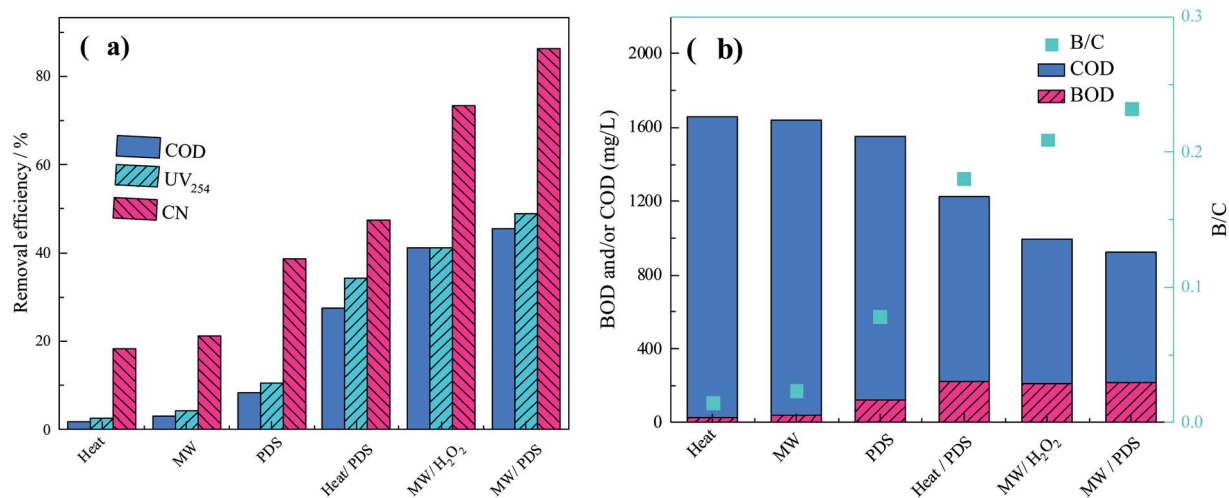 ( a)
Removal efficiency / %
80
60
40
20
0
COD
UV254
CN
Heat
MW
PDS
Heat/ PDS
MW/ H2O2
MW/ PDS
( b)
BOD and/or COD (mg/L)
2000
1600
1200
800
400
0
B/C
COD
BOD
0.3
0.2
0.1
0.0
B/C
Heat
MW
PDS
Heat / PDS
MW/ H2O2
MW / PDS